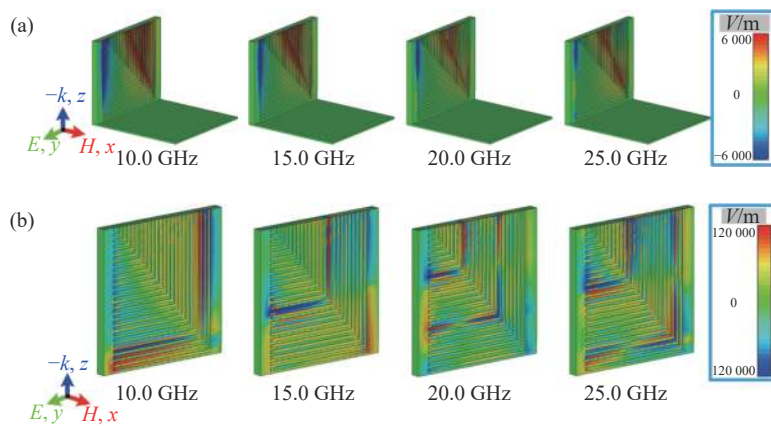 (a)
V/m
6 000
0
−6 000
−k, z
E, y
H, x
10.0 GHz
15.0 GHz
20.0 GHz
25.0 GHz
(b)
V/m
120 000
0
120 000
−k, z
E, y
H, x
10.0 GHz
15.0 GHz
20.0 GHz
25.0 GHz